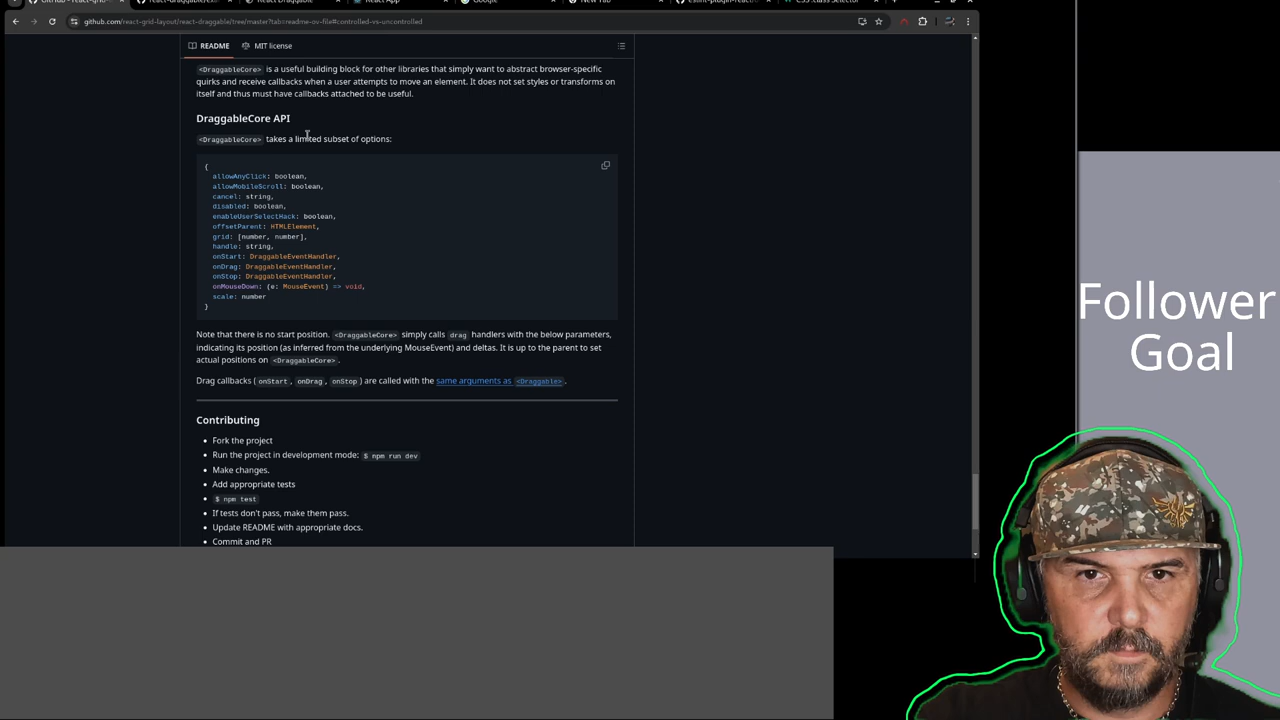 github.com/react-grid-layout/react-draggable/tree/master?tab=readme-ov-file#controlled-vs-uncontrolled
README
MIT license
<DraggableCore> is a useful building block for other libraries that simply want to abstract browser-specific
quirks and receive callbacks when a user attempts to move an element. It does not set styles or transforms on
itself and thus must have callbacks attached to be useful.
DraggableCore API
<DraggableCore> takes a limited subset of options:
{
allowAnyClick: boolean,
allowMobileScroll: boolean,
cancel: string,
disabled: boolean,
enableUserSelectHack: boolean,
offsetParent: HTMLElement,
grid: [number, number],
handle: string,
onStart: DraggableEventHandler,
onDrag: DraggableEventHandler,
onStop: DraggableEventHandler,
onMouseDown: (e: MouseEvent) => void,
scale: number
}
Note that there is no start position. <DraggableCore> simply calls drag handlers with the below parameters,
indicating its position (as inferred from the underlying MouseEvent) and deltas. It is up to the parent to set
actual positions on <DraggableCore>.
Drag callbacks (onStart, onDrag, onStop) are called with the same arguments as <Draggable>.
Contributing
Fork the project
Run the project in development mode: $ npm run dev
Make changes.
Add appropriate tests
$ npm test
If tests don't pass, make them pass.
Update README with appropriate docs.
Commit and PR
Follower
Goal